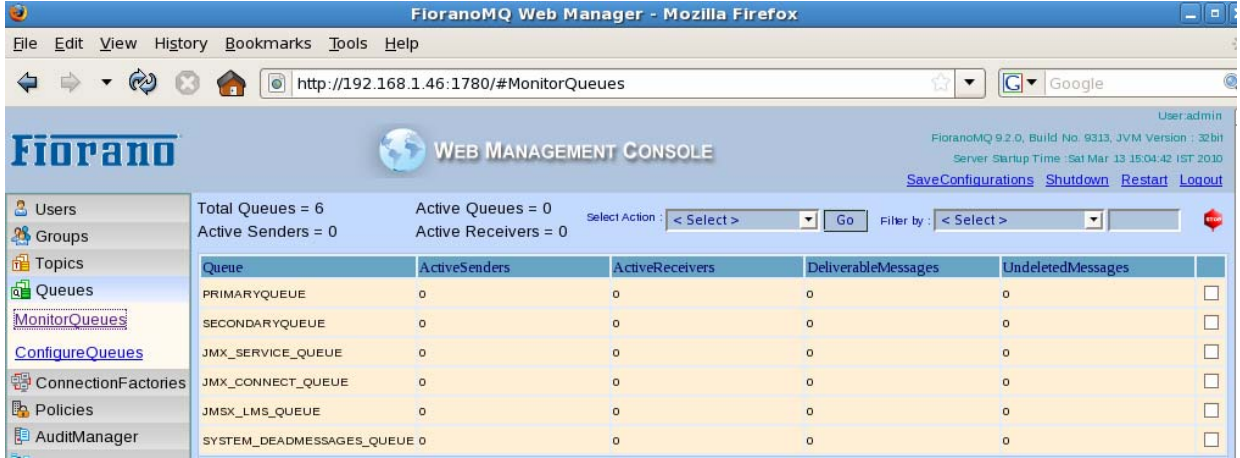 FioranoMQ Web Manager - Mozilla Firefox
File Edit View History Bookmarks Tools Help
http://192.168.1.46:1780/#MonitorQueues
G Google
User:admin
Fiorano
WEB MANAGEMENT CONSOLE
FioranoMQ 9.2.0, Build No. 9313, JVM Version : 32bit
Server Startup Time :Sat Mar 13 15:04:42 IST 2010
SaveConfigurations Shutdown Restart Logout
Users
Groups
Topics
Queues
MonitorQueues
ConfigureQueues
ConnectionFactories
Policies
AuditManager
Total Queues = 6 Active Queues = 0
Active Senders = 0 Active Receivers = 0
Select Action : < Select > Go Filter by : < Select > STOP
Queue ActiveSenders ActiveReceivers DeliverableMessages UndeletedMessages
PRIMARYQUEUE 0 0 0 0
SECONDARYQUEUE 0 0 0 0
JMX_SERVICE_QUEUE 0 0 0 0
JMX_CONNECT_QUEUE 0 0 0 0
JMSX_LMS_QUEUE 0 0 0 0
SYSTEM_DEADMESSAGES_QUEUE 0 0 0 0